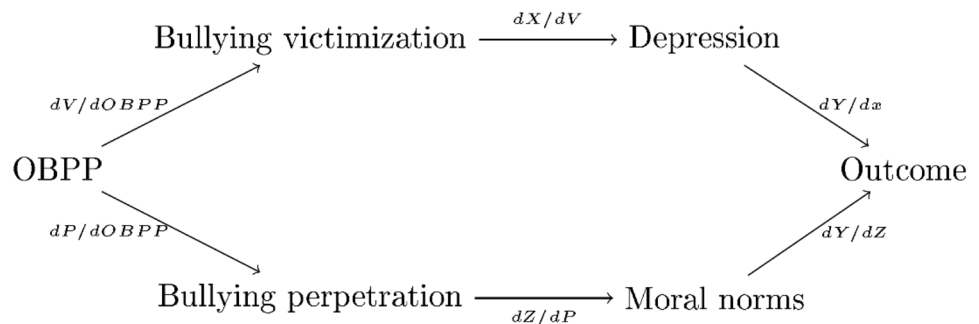 dX/dV
Bullying victimization
Depression
dV/dOBPP
dY/dx
OBPP
Outcome
dP/dOBPP
dY/dZ
Bullying perpetration
Moral norms
dZ/dP